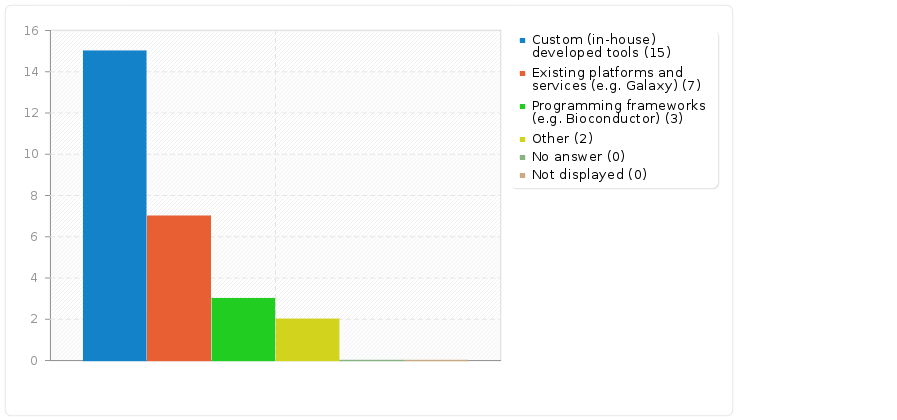 16
14
12
10
8
6
4
2
0
Custom (in-house)
developed tools (15)
Existing platforms and
services (e.g. Galaxy) (7)
Programming frameworks
(e.g. Bioconductor) (3)
Other (2)
No answer (0)
Not displayed (0)